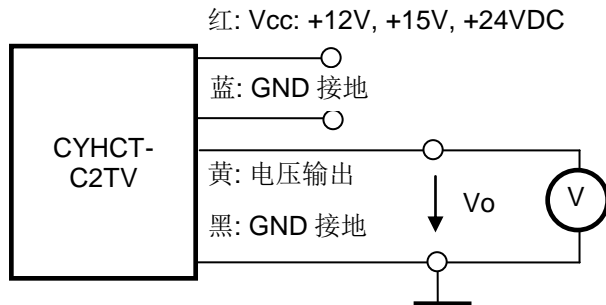 红: Vcc: +12V, +15V, +24VDC
蓝: GND 接地
CYHCT-
C2TV
黄: 电压输出
Vo
V
黑: GND 接地